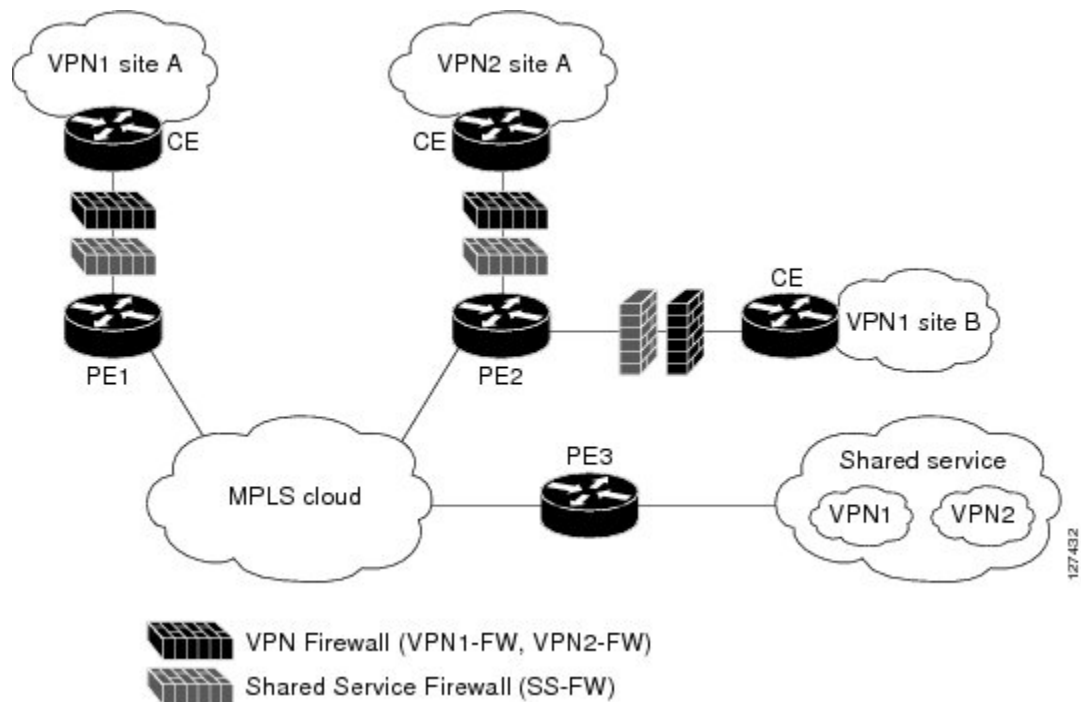 VPN1 site A
VPN2 site A
CE
CE
CE
VPN1 site B
PE1
PE2
PE3
MPLS cloud
Shared service
VPN1
VPN2
127432
VPN Firewall (VPN1-FW, VPN2-FW)
Shared Service Firewall (SS-FW)